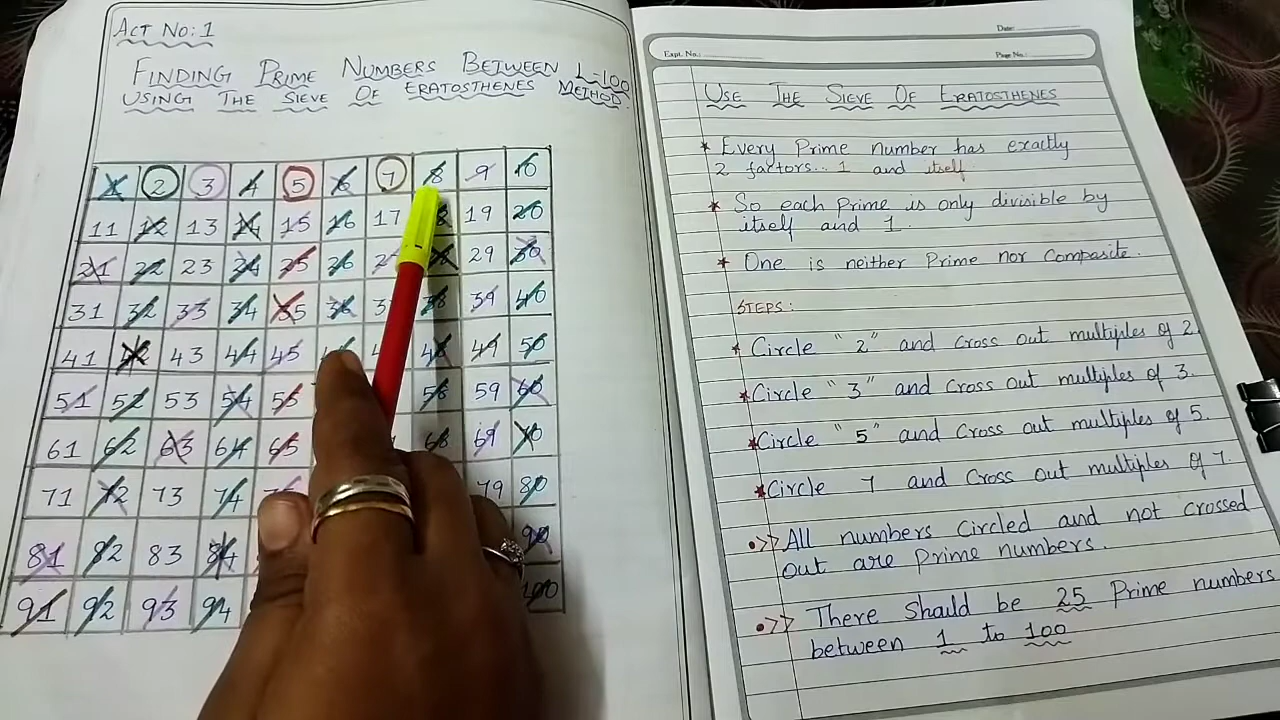 ACT NO: 1
FINDING PRIME NUMBERS BETWEEN 1-100
USING THE SIEVE OF ERATOSTHENES METHOD.
1 2 3 4 5 6 7 8 9 10
11 12 13 14 15 16 17 19 20
21 22 23 24 25 26 27 28 29 30
31 32 33 34 35 36 38 39 40
41 42 43 44 45 48 49 50
51 52 53 54 55 58 59 60
61 62 63 64 65 68 69 70
71 72 73 74 79 80
81 82 83 84 90
91 92 93 94 100
Date:
Expt. No.:
Page No.:
USE THE SIEVE OF ERATOSTHENES
* Every Prime number has exactly
2 factors... 1 and itself
* So each prime is only divisible by
itself and 1.
* One is neither Prime nor Composite.
STEPS:
* Circle "2" and cross out multiples of 2.
* Circle "3" and cross out multiples of 3.
* Circle "5" and cross out multiples of 5.
* Circle 7 and cross out multiples of 7.
•>> All numbers circled and not crossed
out are prime numbers.
•>> There should be 25 Prime numbers
between 1 to 100